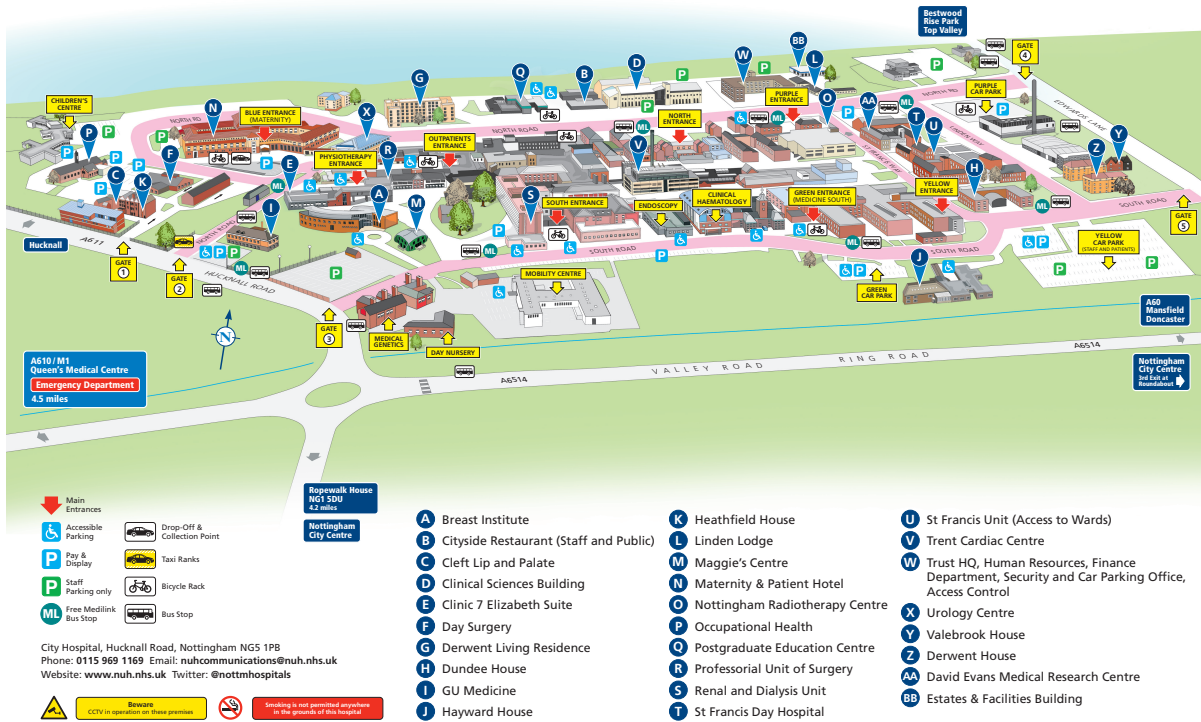 Bestwood
Rise Park
Top Valley
GATE
4
BB
W
L
D
B
Q
G
CHILDREN'S
CENTRE
PURPLE
ENTRANCE
PURPLE
CAR PARK
NORTH RD
EDWARDS LANE
N
NORTH RD
BLUE ENTRANCE
(MATERNITY)
X
OUTPATIENTS
ENTRANCE
NORTH ROAD
NORTH ROAD
NORTH
ENTRANCE
O
AA
ML
T
U
P
F
E
R
PHYSIOTHERAPY
ENTRANCE
V
H
Y
Z
C
K
I
A
M
S
SOUTH ENTRANCE
ENDOSCOPY
CLINICAL
HAEMATOLOGY
GREEN ENTRANCE
(MEDICINE SOUTH)
YELLOW
ENTRANCE
SOUTH ROAD
GATE
5
Hucknall
A611
GATE
1
GATE
2
NORTH ROAD
HUCKNALL ROAD
SOUTH ROAD
SOUTH ROAD
J
YELLOW
CAR PARK
(STAFF AND PATIENTS)
GREEN
CAR PARK
MOBILITY CENTRE
GATE
3
MEDICAL
GENETICS
DAY NURSERY
N
A60
Mansfield
Doncaster
A610 / M1
Queen's Medical Centre
Emergency Department
4.5 miles
A6514
VALLEY ROAD
RING ROAD
A6514
Nottingham
City Centre
3rd Exit at
Roundabout
Ropewalk House
NG1 5DU
4.2 miles
Nottingham
City Centre
Main
Entrances
Accessible
Parking
Drop-Off &
Collection Point
P
Pay &
Display
Taxi Ranks
P
Staff
Parking only
Bicycle Rack
ML
Free Medilink
Bus Stop
Bus Stop
City Hospital, Hucknall Road, Nottingham NG5 1PB
Phone: 0115 969 1169 Email: nuhcommunications@nuh.nhs.uk
Website: www.nuh.nhs.uk Twitter: @nottmhospitals
Beware
CCTV in operation on these premises
Smoking is not permitted anywhere
in the grounds of this hospital
A Breast Institute
B Cityside Restaurant (Staff and Public)
C Cleft Lip and Palate
D Clinical Sciences Building
E Clinic 7 Elizabeth Suite
F Day Surgery
G Derwent Living Residence
H Dundee House
I GU Medicine
J Hayward House
K Heathfield House
L Linden Lodge
M Maggie's Centre
N Maternity & Patient Hotel
O Nottingham Radiotherapy Centre
P Occupational Health
Q Postgraduate Education Centre
R Professorial Unit of Surgery
S Renal and Dialysis Unit
T St Francis Day Hospital
U St Francis Unit (Access to Wards)
V Trent Cardiac Centre
W Trust HQ, Human Resources, Finance
Department, Security and Car Parking Office,
Access Control
X Urology Centre
Y Valebrook House
Z Derwent House
AA David Evans Medical Research Centre
BB Estates & Facilities Building